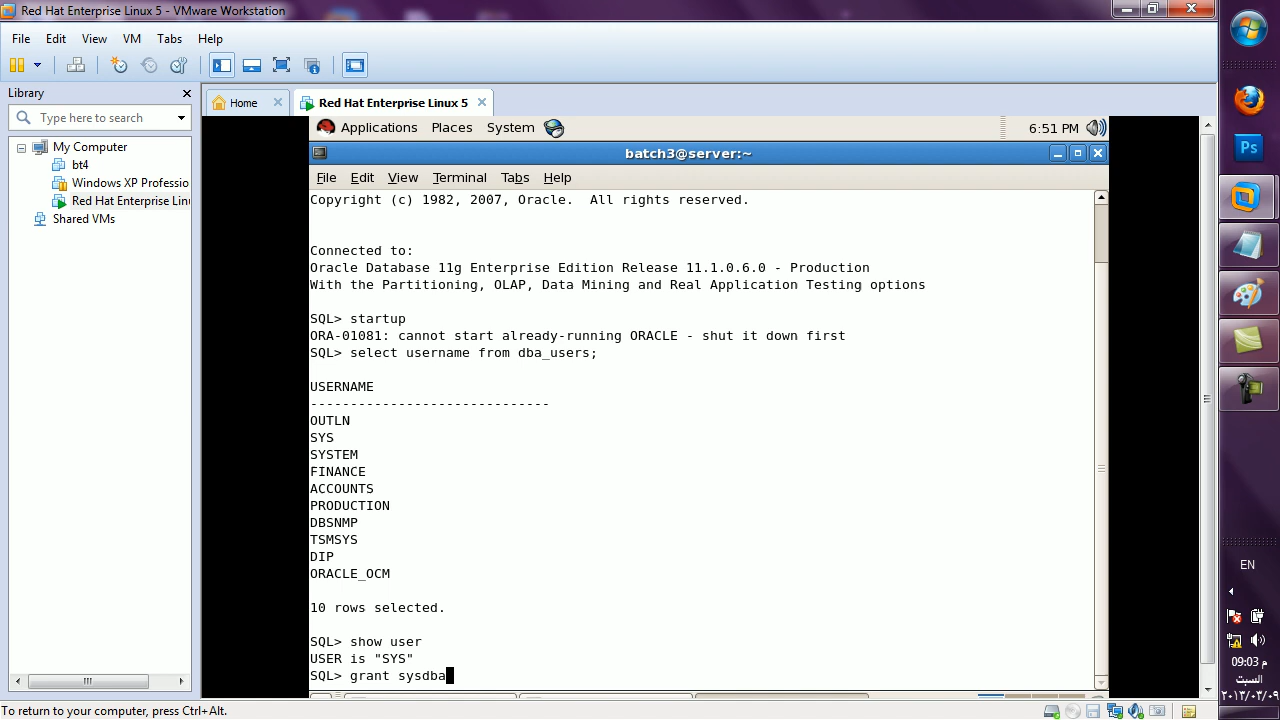 Red Hat Enterprise Linux 5 - VMware Workstation
File Edit View VM Tabs Help
Library
Type here to search
My Computer
bt4
Windows XP Professio
Red Hat Enterprise Lin
Shared VMs
Home
Red Hat Enterprise Linux 5
Applications Places System
6:51 PM
batch3@server:~
File Edit View Terminal Tabs Help
Copyright (c) 1982, 2007, Oracle.  All rights reserved.
Connected to:
Oracle Database 11g Enterprise Edition Release 11.1.0.6.0 - Production
With the Partitioning, OLAP, Data Mining and Real Application Testing options
SQL> startup
ORA-01081: cannot start already-running ORACLE - shut it down first
SQL> select username from dba_users;
USERNAME
------------------------------
OUTLN
SYS
SYSTEM
FINANCE
ACCOUNTS
PRODUCTION
DBSNMP
TSMSYS
DIP
ORACLE_OCM
10 rows selected.
SQL> show user
USER is "SYS"
SQL> grant sysdba
To return to your computer, press Ctrl+Alt.
Ps
EN
09:03 م
السبت
٢٠١٣/٠٣/٠٩